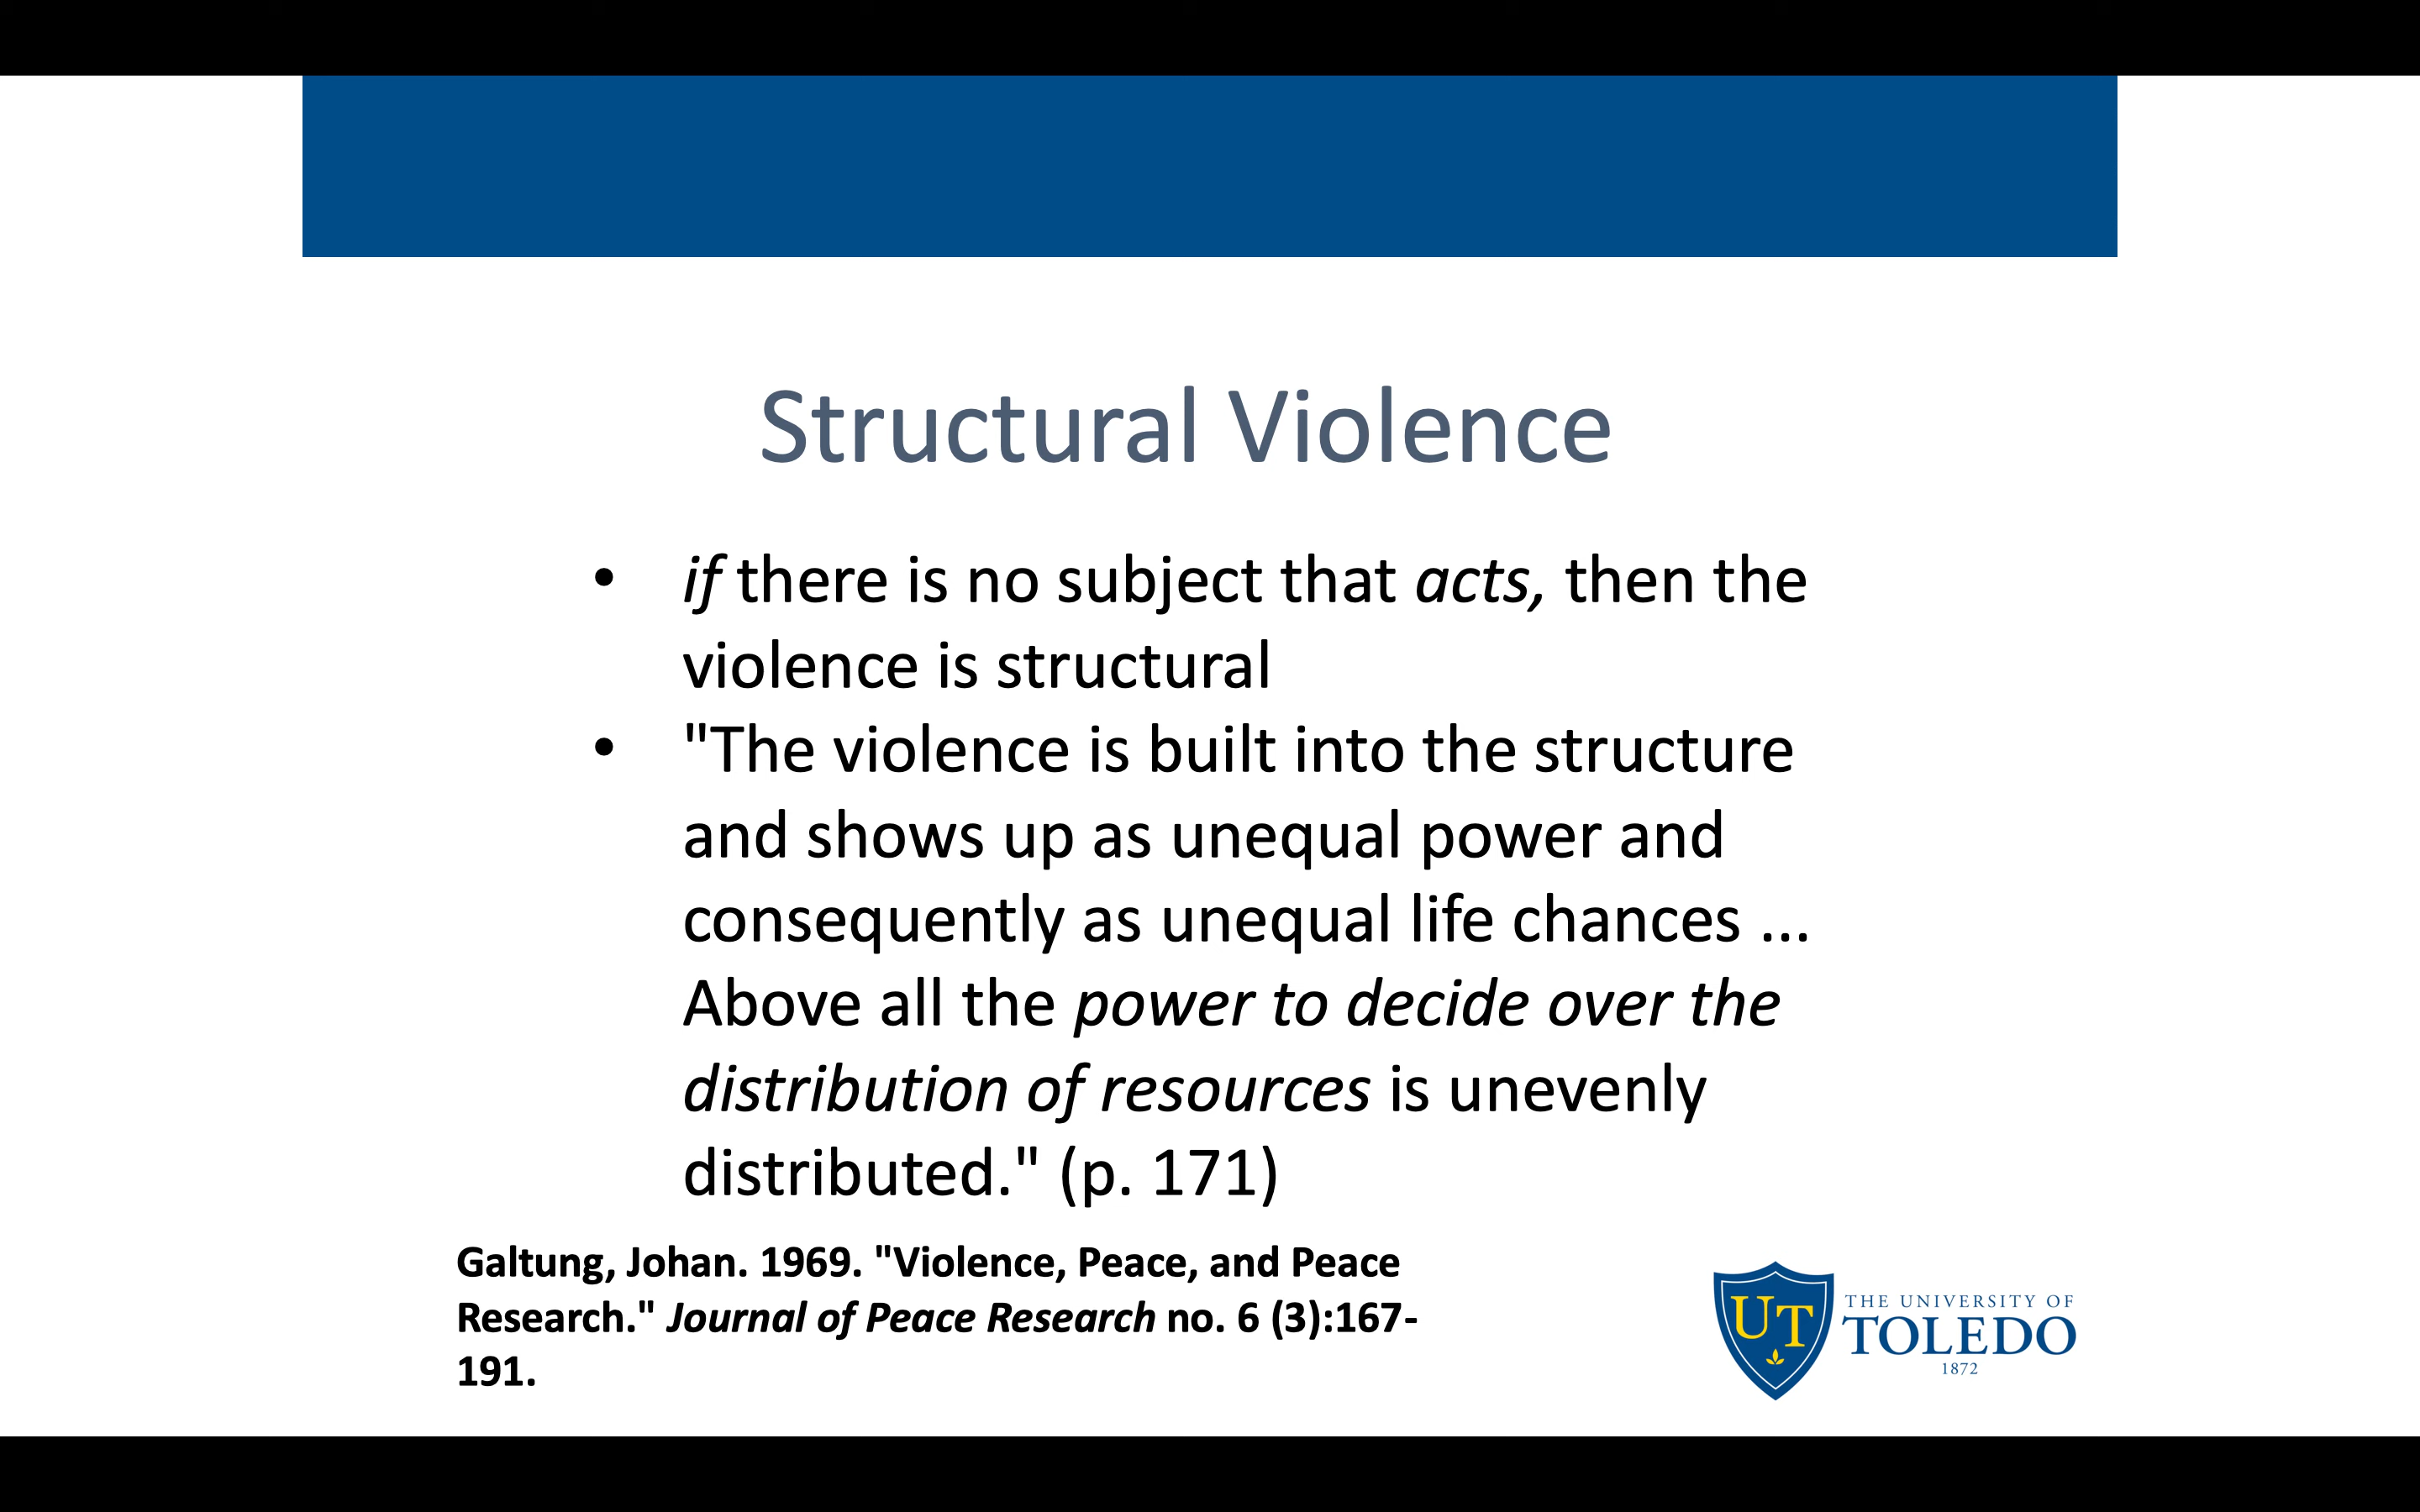 Structural Violence
• if there is no subject that acts, then the
violence is structural
• "The violence is built into the structure
and shows up as unequal power and
consequently as unequal life chances ...
Above all the power to decide over the
distribution of resources is unevenly
distributed." (p. 171)
Galtung, Johan. 1969. "Violence, Peace, and Peace
Research." Journal of Peace Research no. 6 (3):167-
191.
UT
THE UNIVERSITY OF
TOLEDO
1872